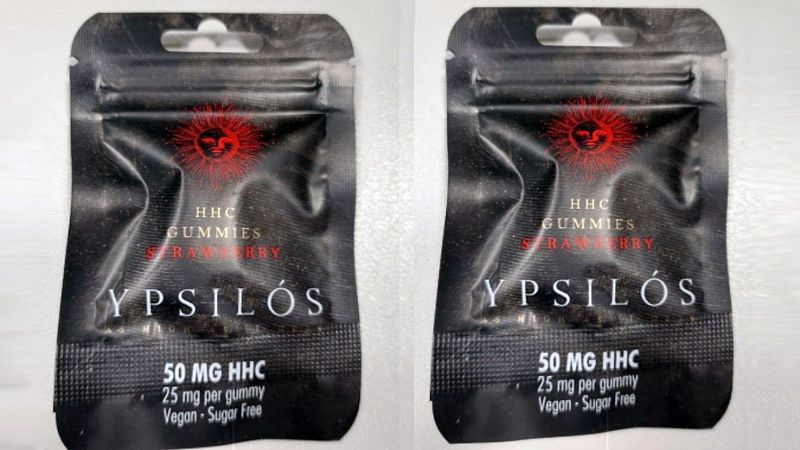 HHC
GUMMIES
STRAWBERRY
YPSILÓS
50 MG HHC
25 mg per gummy
Vegan - Sugar Free
HHC
GUMMIES
STRAWBERRY
YPSILÓS
50 MG HHC
25 mg per gummy
Vegan - Sugar Free